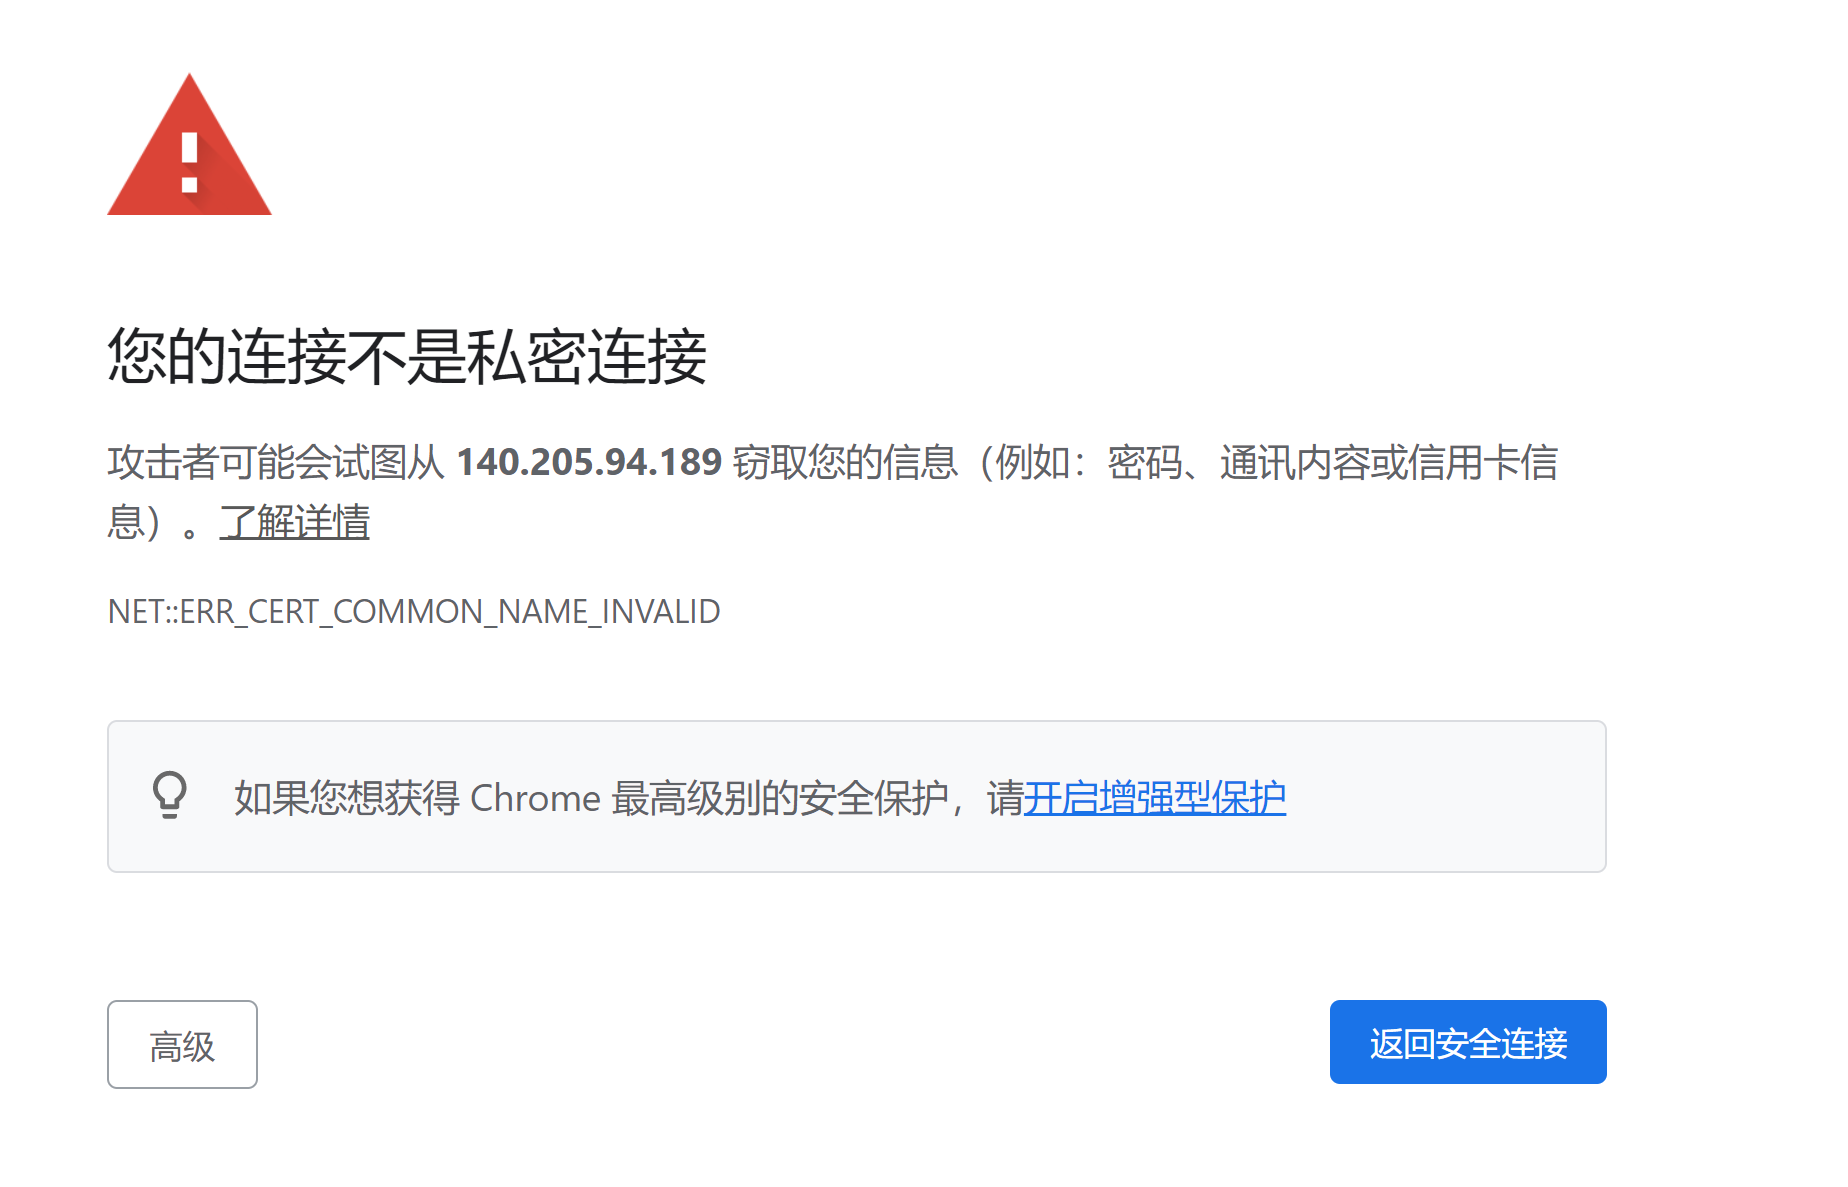 您的连接不是私密连接
攻击者可能会试图从 140.205.94.189 窃取您的信息（例如：密码、通讯内容或信用卡信
息）。了解详情
NET::ERR_CERT_COMMON_NAME_INVALID
如果您想获得 Chrome 最高级别的安全保护，请开启增强型保护
高级
返回安全连接